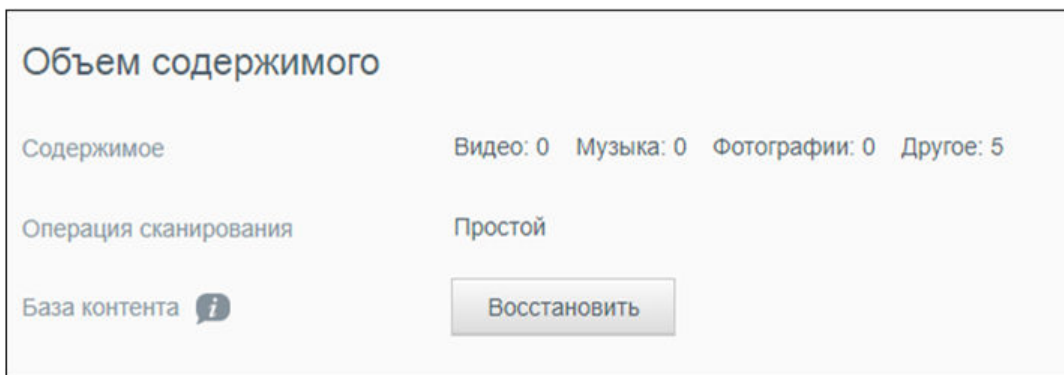 Объем содержимого
Содержимое Видео: 0 Музыка: 0 Фотографии: 0 Другое: 5
Операция сканирования Простой
База контента Восстановить